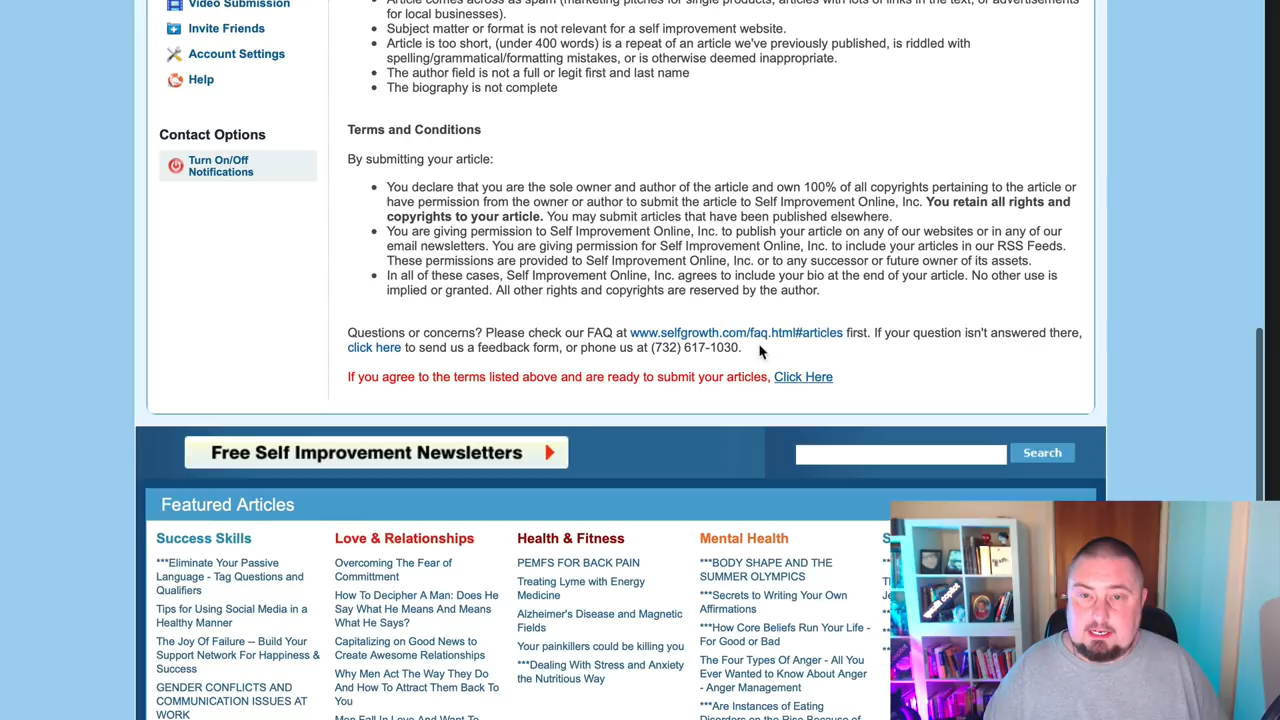 Video Submission
Invite Friends
Account Settings
Help
Contact Options
Turn On/Off
Notifications
for local businesses).
Subject matter or format is not relevant for a self improvement website.
Article is too short, (under 400 words) is a repeat of an article we've previously published, is riddled with
spelling/grammatical/formatting mistakes, or is otherwise deemed inappropriate.
The author field is not a full or legit first and last name
The biography is not complete
Terms and Conditions
By submitting your article:
You declare that you are the sole owner and author of the article and own 100% of all copyrights pertaining to the article or
have permission from the owner or author to submit the article to Self Improvement Online, Inc. You retain all rights and
copyrights to your article. You may submit articles that have been published elsewhere.
You are giving permission to Self Improvement Online, Inc. to publish your article on any of our websites or in any of our
email newsletters. You are giving permission for Self Improvement Online, Inc. to include your articles in our RSS Feeds.
These permissions are provided to Self Improvement Online, Inc. or to any successor or future owner of its assets.
In all of these cases, Self Improvement Online, Inc. agrees to include your bio at the end of your article. No other use is
implied or granted. All other rights and copyrights are reserved by the author.
Questions or concerns? Please check our FAQ at www.selfgrowth.com/faq.html#articles first. If your question isn't answered there,
click here to send us a feedback form, or phone us at (732) 617-1030.
If you agree to the terms listed above and are ready to submit your articles, Click Here
Free Self Improvement Newsletters
Search
Featured Articles
Success Skills
***Eliminate Your Passive
Language - Tag Questions and
Qualifiers
Tips for Using Social Media in a
Healthy Manner
The Joy Of Failure -- Build Your
Support Network For Happiness &
Success
GENDER CONFLICTS AND
COMMUNICATION ISSUES AT
WORK
Love & Relationships
Overcoming The Fear of
Committment
How To Decipher A Man: Does He
Say What He Means And Means
What He Says?
Capitalizing on Good News to
Create Awesome Relationships
Why Men Act The Way They Do
And How To Attract Them Back To
You
Men Fall In Love And Want To
Health & Fitness
PEMFS FOR BACK PAIN
Treating Lyme with Energy
Medicine
Alzheimer's Disease and Magnetic
Fields
Your painkillers could be killing you
***Dealing With Stress and Anxiety
the Nutritious Way
Mental Health
***BODY SHAPE AND THE
SUMMER OLYMPICS
***Secrets to Writing Your Own
Affirmations
***How Core Beliefs Run Your Life -
For Good or Bad
The Four Types Of Anger - All You
Ever Wanted to Know About Anger
- Anger Management
***Are Instances of Eating
Disorders on the Rise Because of